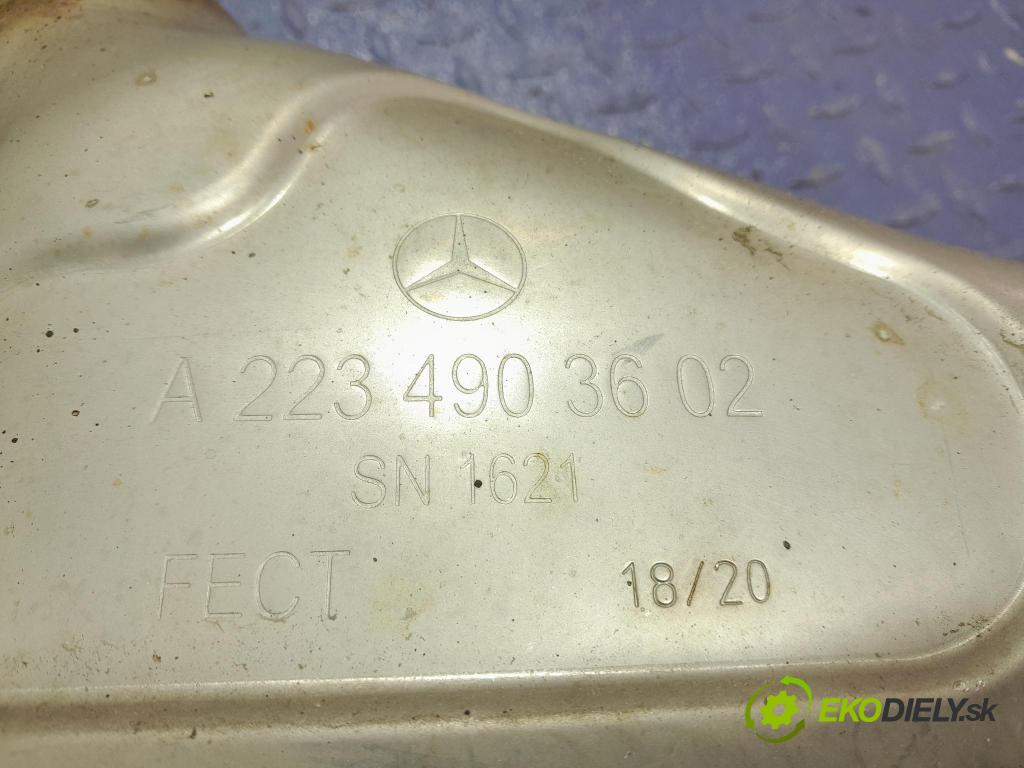 A 223 490 36 02
SN 1621
FECT 18/20
EKODIELY.sk